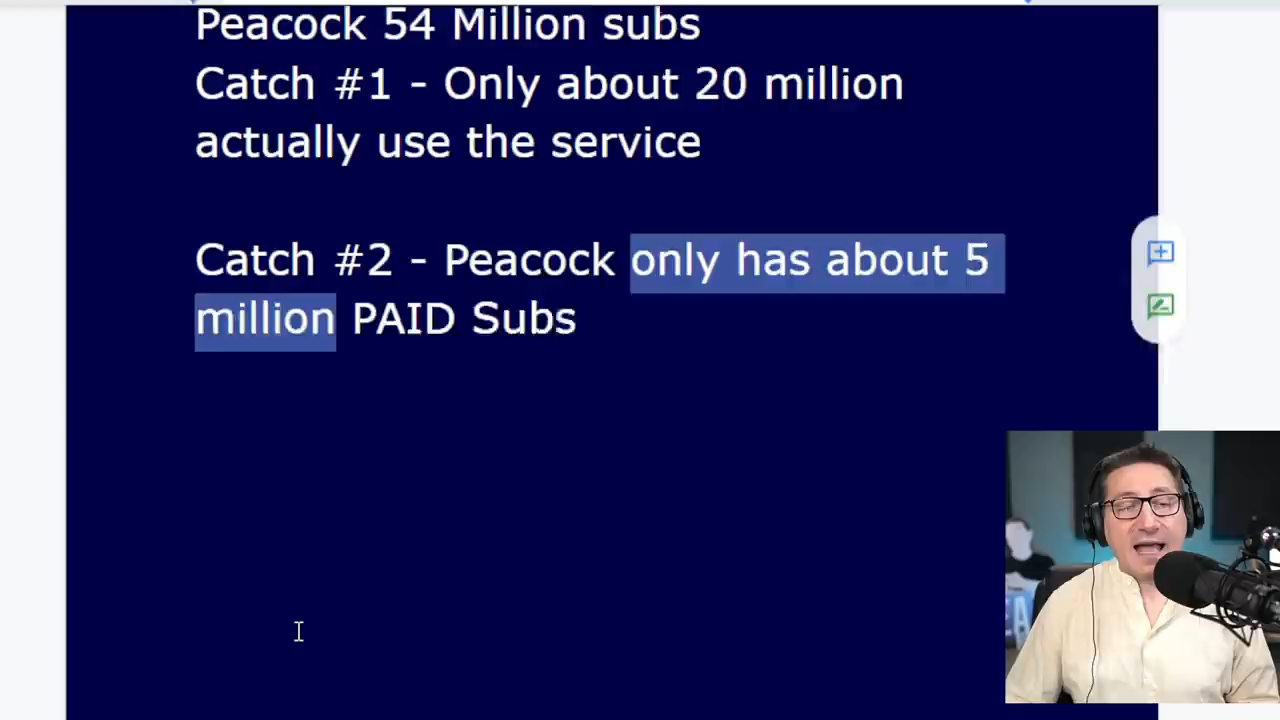 Peacock 54 Million subs
Catch #1 - Only about 20 million
actually use the service
Catch #2 - Peacock only has about 5
million PAID Subs